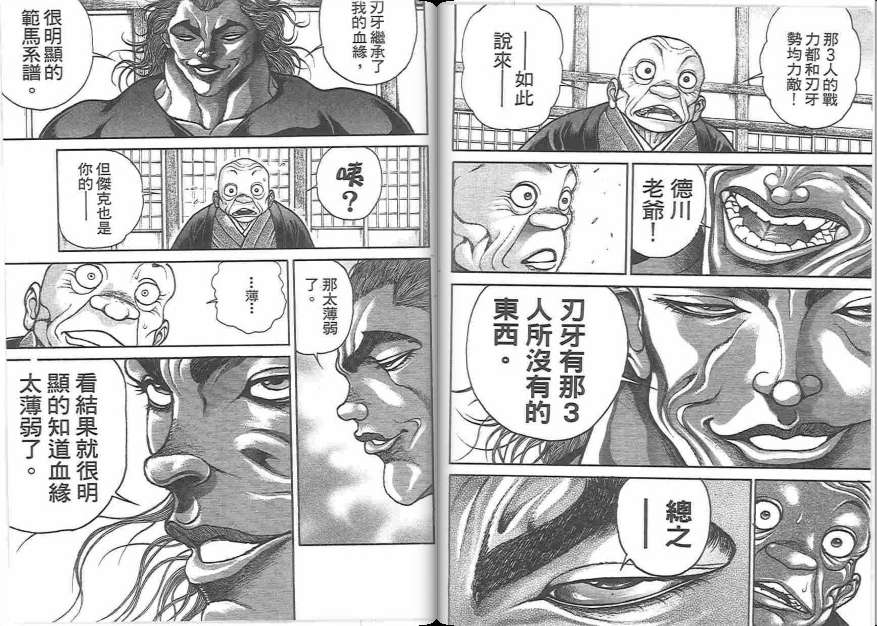 那3人的戰
力都和刃牙
勢均力敵！
——如此
說來——
德川
老爺！
刃牙有那3
人所沒有的
東西。
總之
——
刃牙繼承了
我的血緣，
很明顯的
範馬系譜。
咦？
但傑克也是
你的——
那太薄弱
了。
…薄…
看結果就很明
顯的知道血緣
太薄弱了。